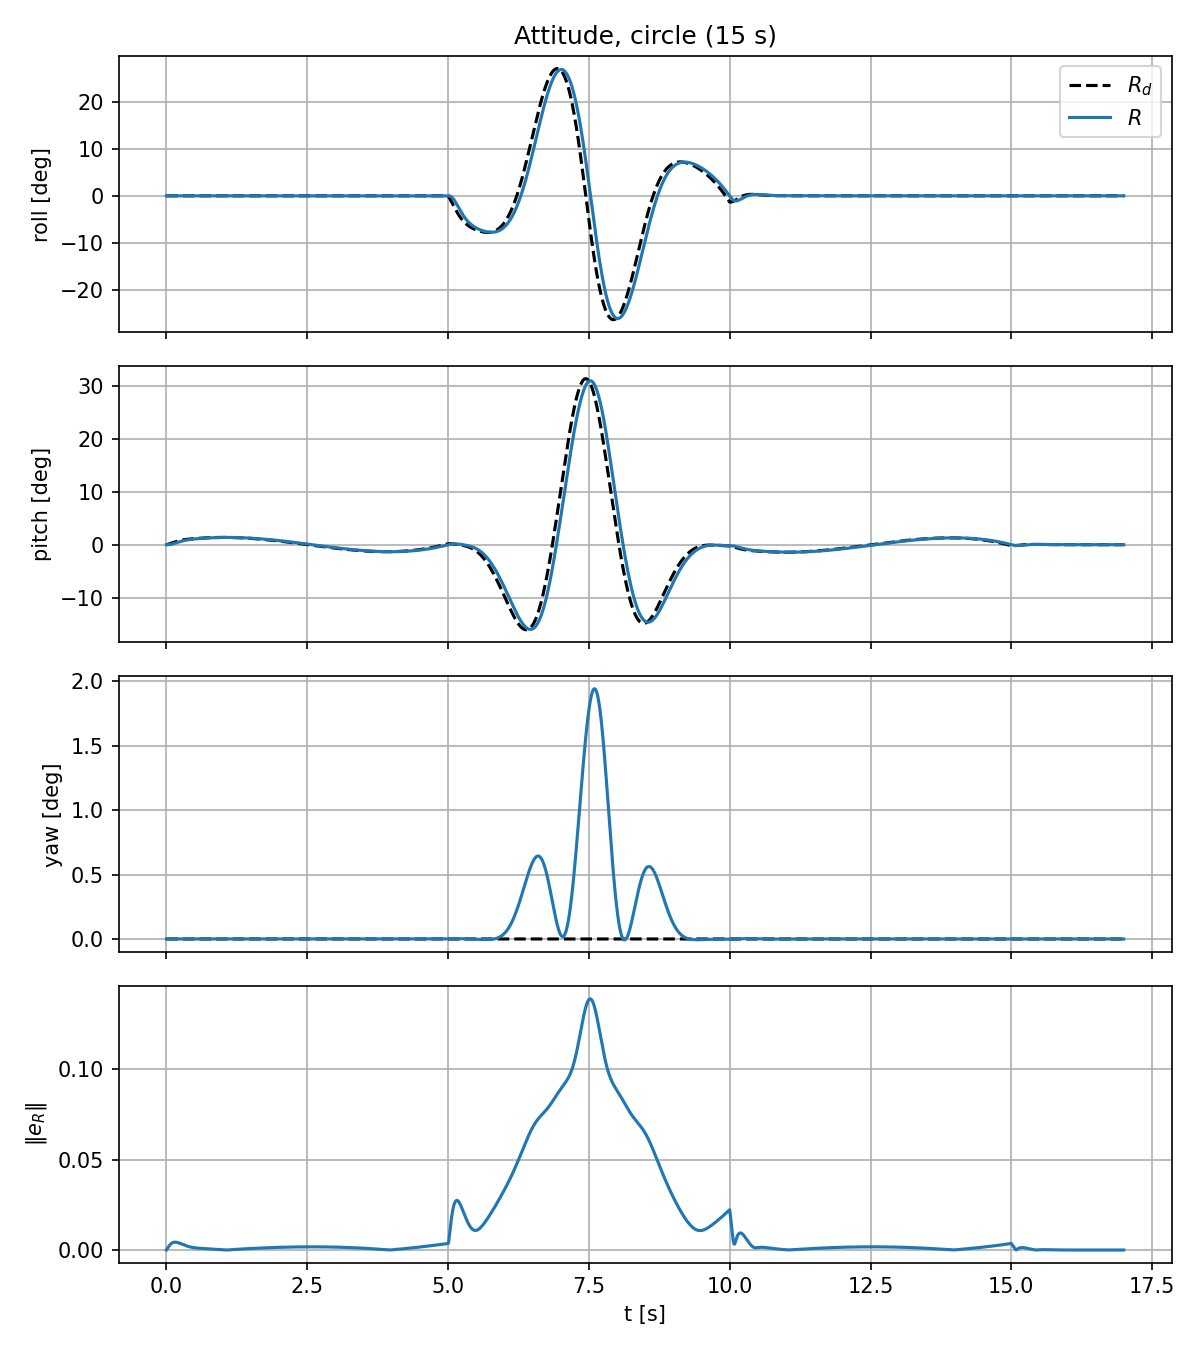 Attitude, circle (15 s)
R_d
R
roll [deg]
20
10
0
−10
−20
pitch [deg]
30
20
10
0
−10
yaw [deg]
2.0
1.5
1.0
0.5
0.0
‖e_R‖
0.10
0.05
0.00
0.0 2.5 5.0 7.5 10.0 12.5 15.0 17.5
t [s]